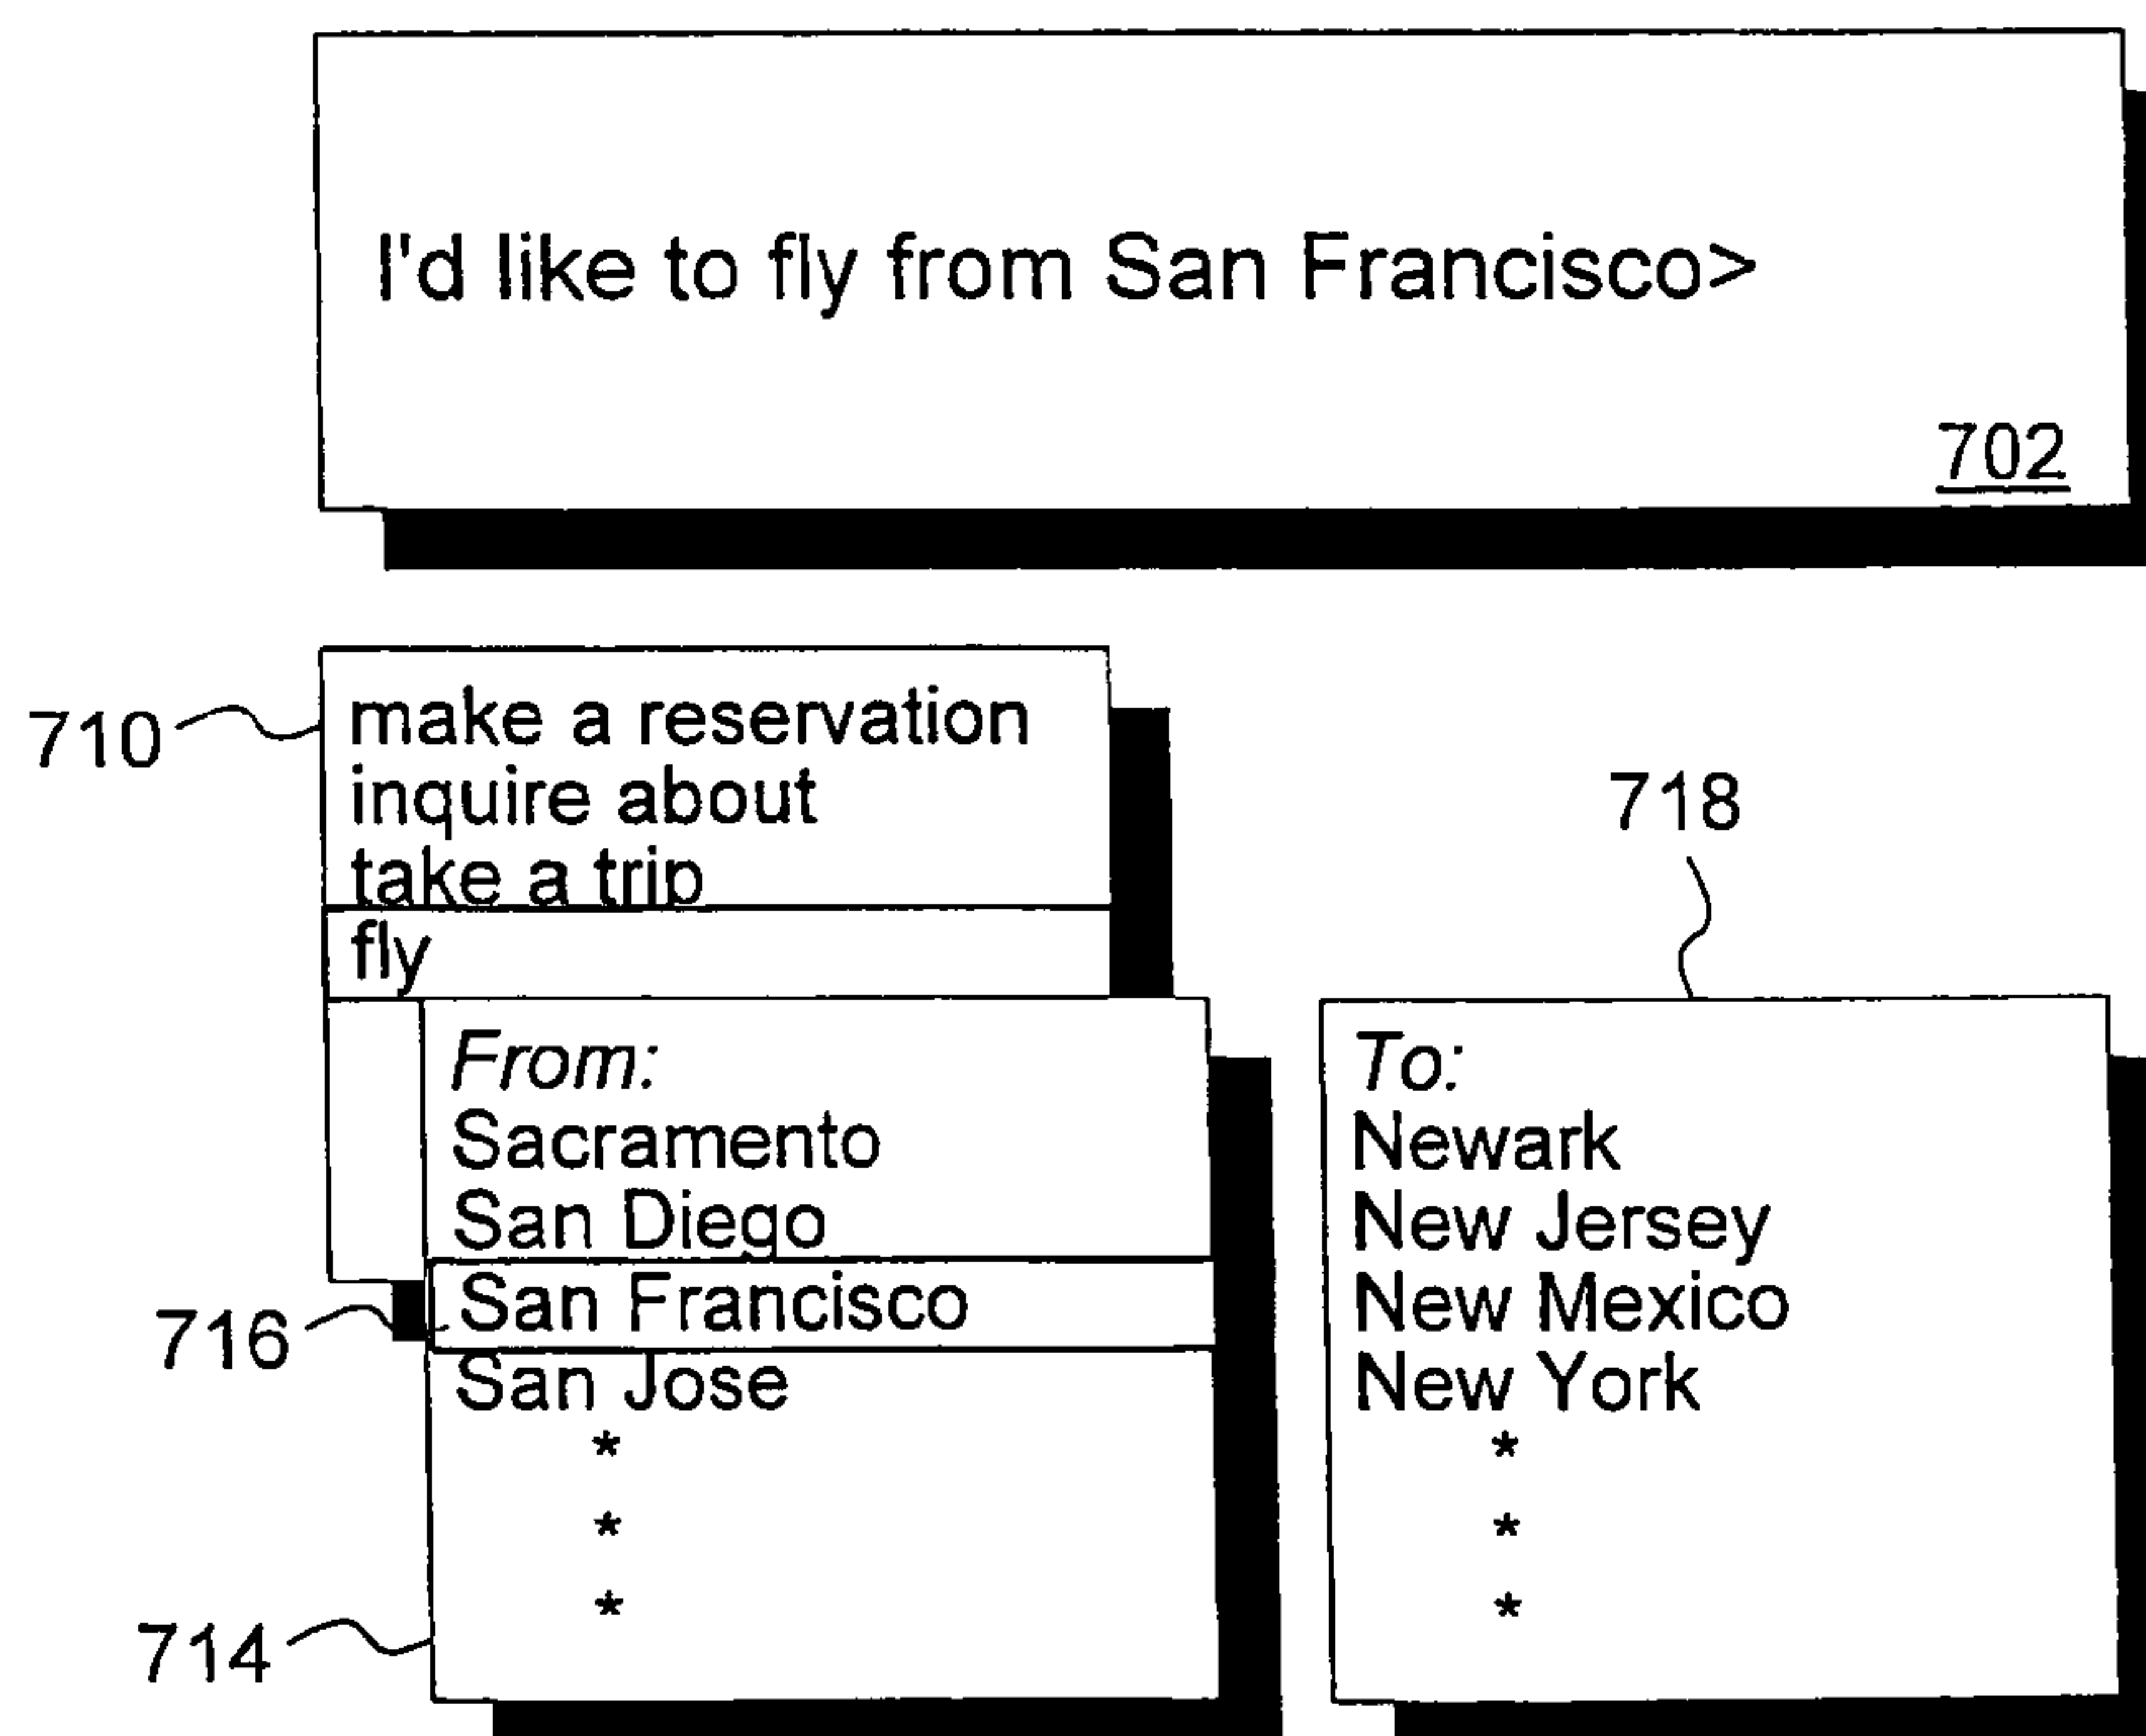 I'd like to fly from San Francisco>
702
710
make a reservation
inquire about
take a trip
fly
718
From:
Sacramento
San Diego
San Francisco
716
San Jose
*
*
*
714
To:
Newark
New Jersey
New Mexico
New York
*
*
*